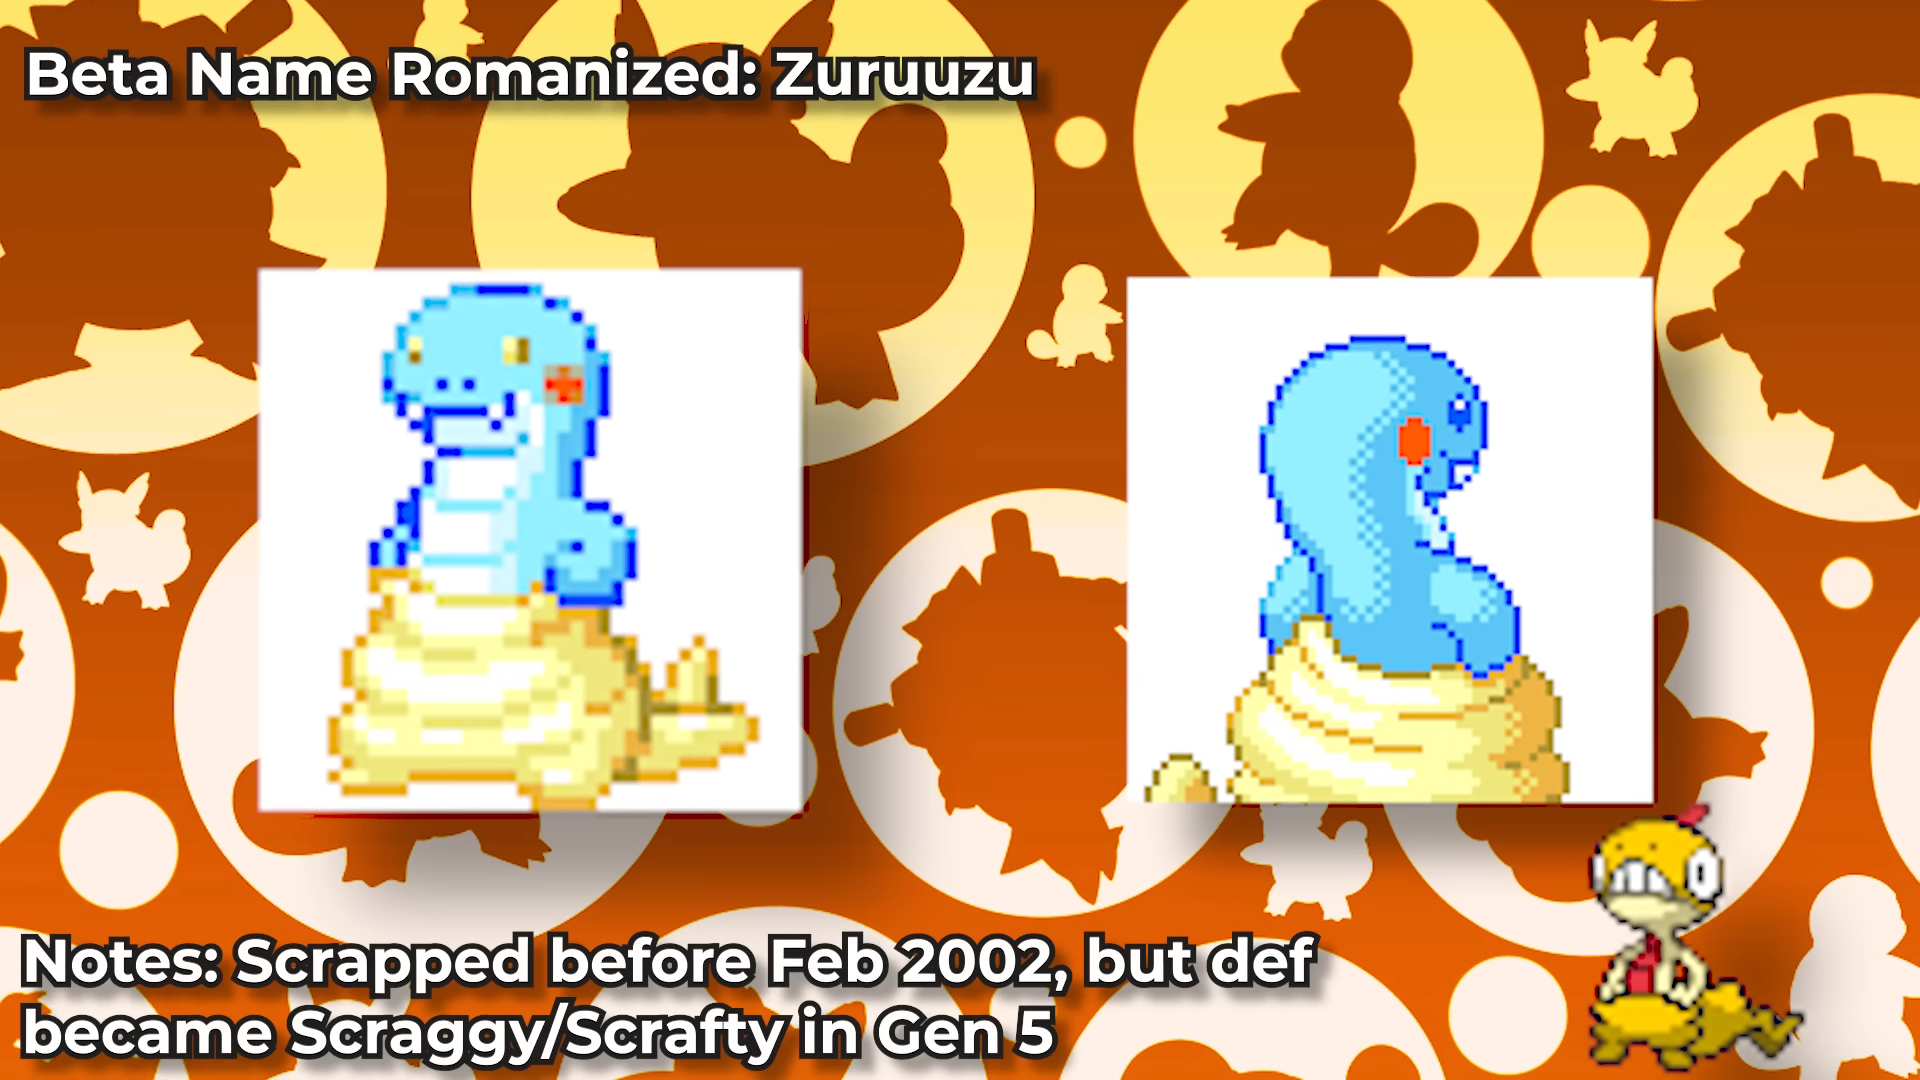 Beta Name Romanized: Zuruuzu
Notes: Scrapped before Feb 2002, but def
became Scraggy/Scrafty in Gen 5